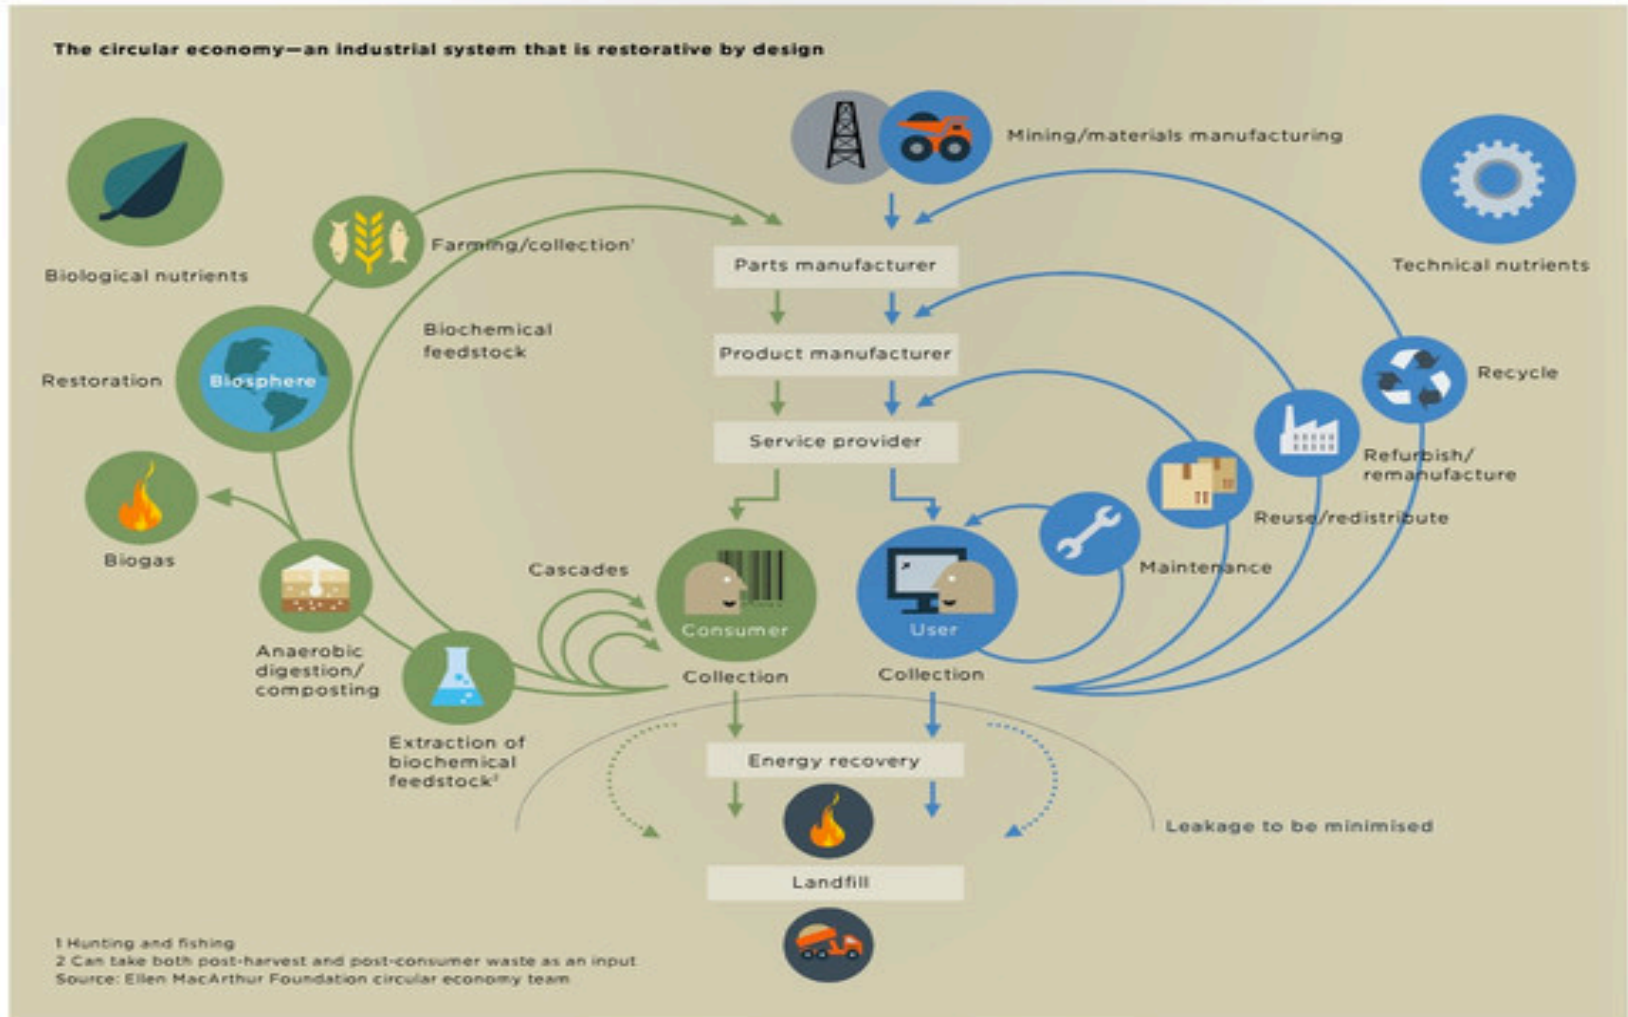 The circular economy—an industrial system that is restorative by design
Mining/materials manufacturing
Biological nutrients
Farming/collection¹
Technical nutrients
Parts manufacturer
Biochemical
feedstock
Product manufacturer
Restoration
Biosphere
Recycle
Service provider
Refurbish/
remanufacture
Reuse/redistribute
Biogas
Cascades
Maintenance
Consumer
User
Anaerobic
digestion/
composting
Collection
Collection
Extraction of
biochemical
feedstock²
Energy recovery
Leakage to be minimised
Landfill
1 Hunting and fishing
2 Can take both post-harvest and post-consumer waste as an input
Source: Ellen MacArthur Foundation circular economy team